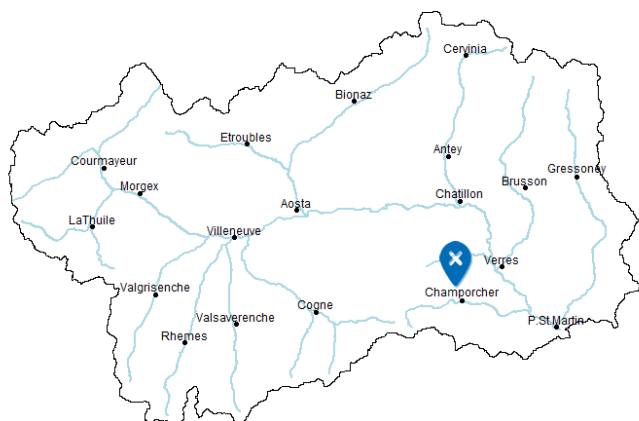 Cervinia
Bionaz
Etroubles
Antey
Courmayeur
Gressoney
Morgex
Brusson
Chatillon
Aosta
LaThuile
Villeneuve
Verres
Valgrisenche
Champorcher
Cogne
Valsaverenche
P.St.Martin
Rhemes